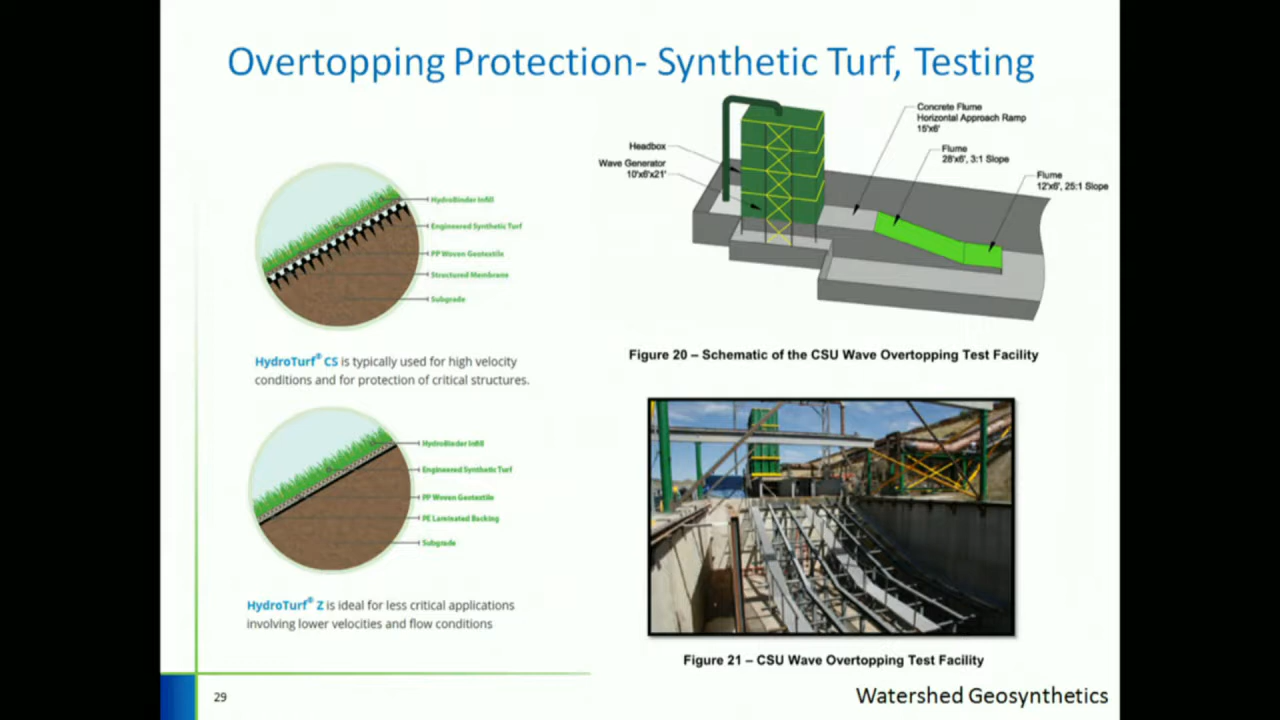 Overtopping Protection- Synthetic Turf, Testing
HydroBinder Infill
Engineered Synthetic Turf
PP Woven Geotextile
Structured Membrane
Subgrade
HydroTurf® CS is typically used for high velocity
conditions and for protection of critical structures.
HydroBinder Infill
Engineered Synthetic Turf
PP Woven Geotextile
PE Laminated Backing
Subgrade
HydroTurf® Z is ideal for less critical applications
involving lower velocities and flow conditions
Headbox
Wave Generator
10'x6'x21'
Concrete Flume
Horizontal Approach Ramp
15'x6'
Flume
28'x6', 3:1 Slope
Flume
12'x6', 25:1 Slope
Figure 20 – Schematic of the CSU Wave Overtopping Test Facility
Figure 21 – CSU Wave Overtopping Test Facility
29
Watershed Geosynthetics